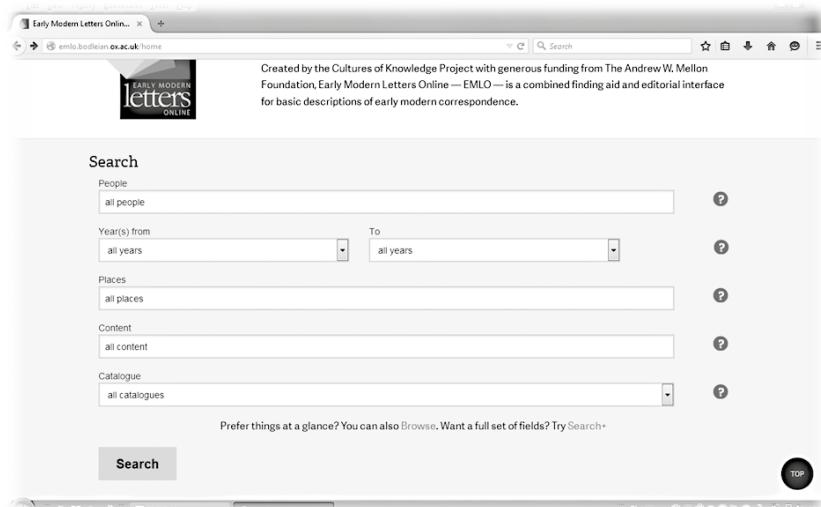 Early Modern Letters Onlin...
emlo.bodleian.ox.ac.uk/home
Search
EARLY MODERN
letters
ONLINE
Created by the Cultures of Knowledge Project with generous funding from The Andrew W. Mellon
Foundation, Early Modern Letters Online — EMLO — is a combined finding aid and editorial interface
for basic descriptions of early modern correspondence.
Search
People
all people
Year(s) from To
all years all years
Places
all places
Content
all content
Catalogue
all catalogues
Prefer things at a glance? You can also Browse. Want a full set of fields? Try Search+
Search
TOP